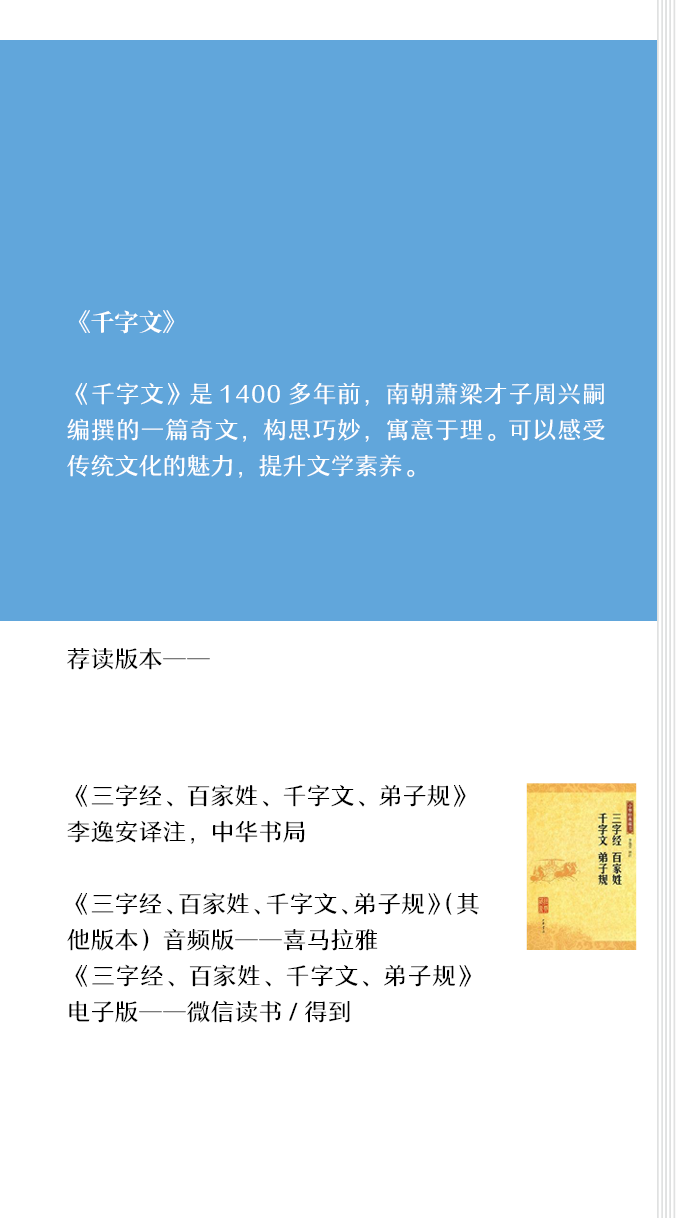 《千字文》
《千字文》是1400多年前，南朝萧梁才子周兴嗣
编撰的一篇奇文，构思巧妙，寓意于理。可以感受
传统文化的魅力，提升文学素养。
荐读版本——
《三字经、百家姓、千字文、弟子规》
李逸安译注，中华书局
《三字经、百家姓、千字文、弟子规》（其
他版本）音频版——喜马拉雅
《三字经、百家姓、千字文、弟子规》
电子版——微信读书/得到
三字经 百家姓
千字文 弟子规